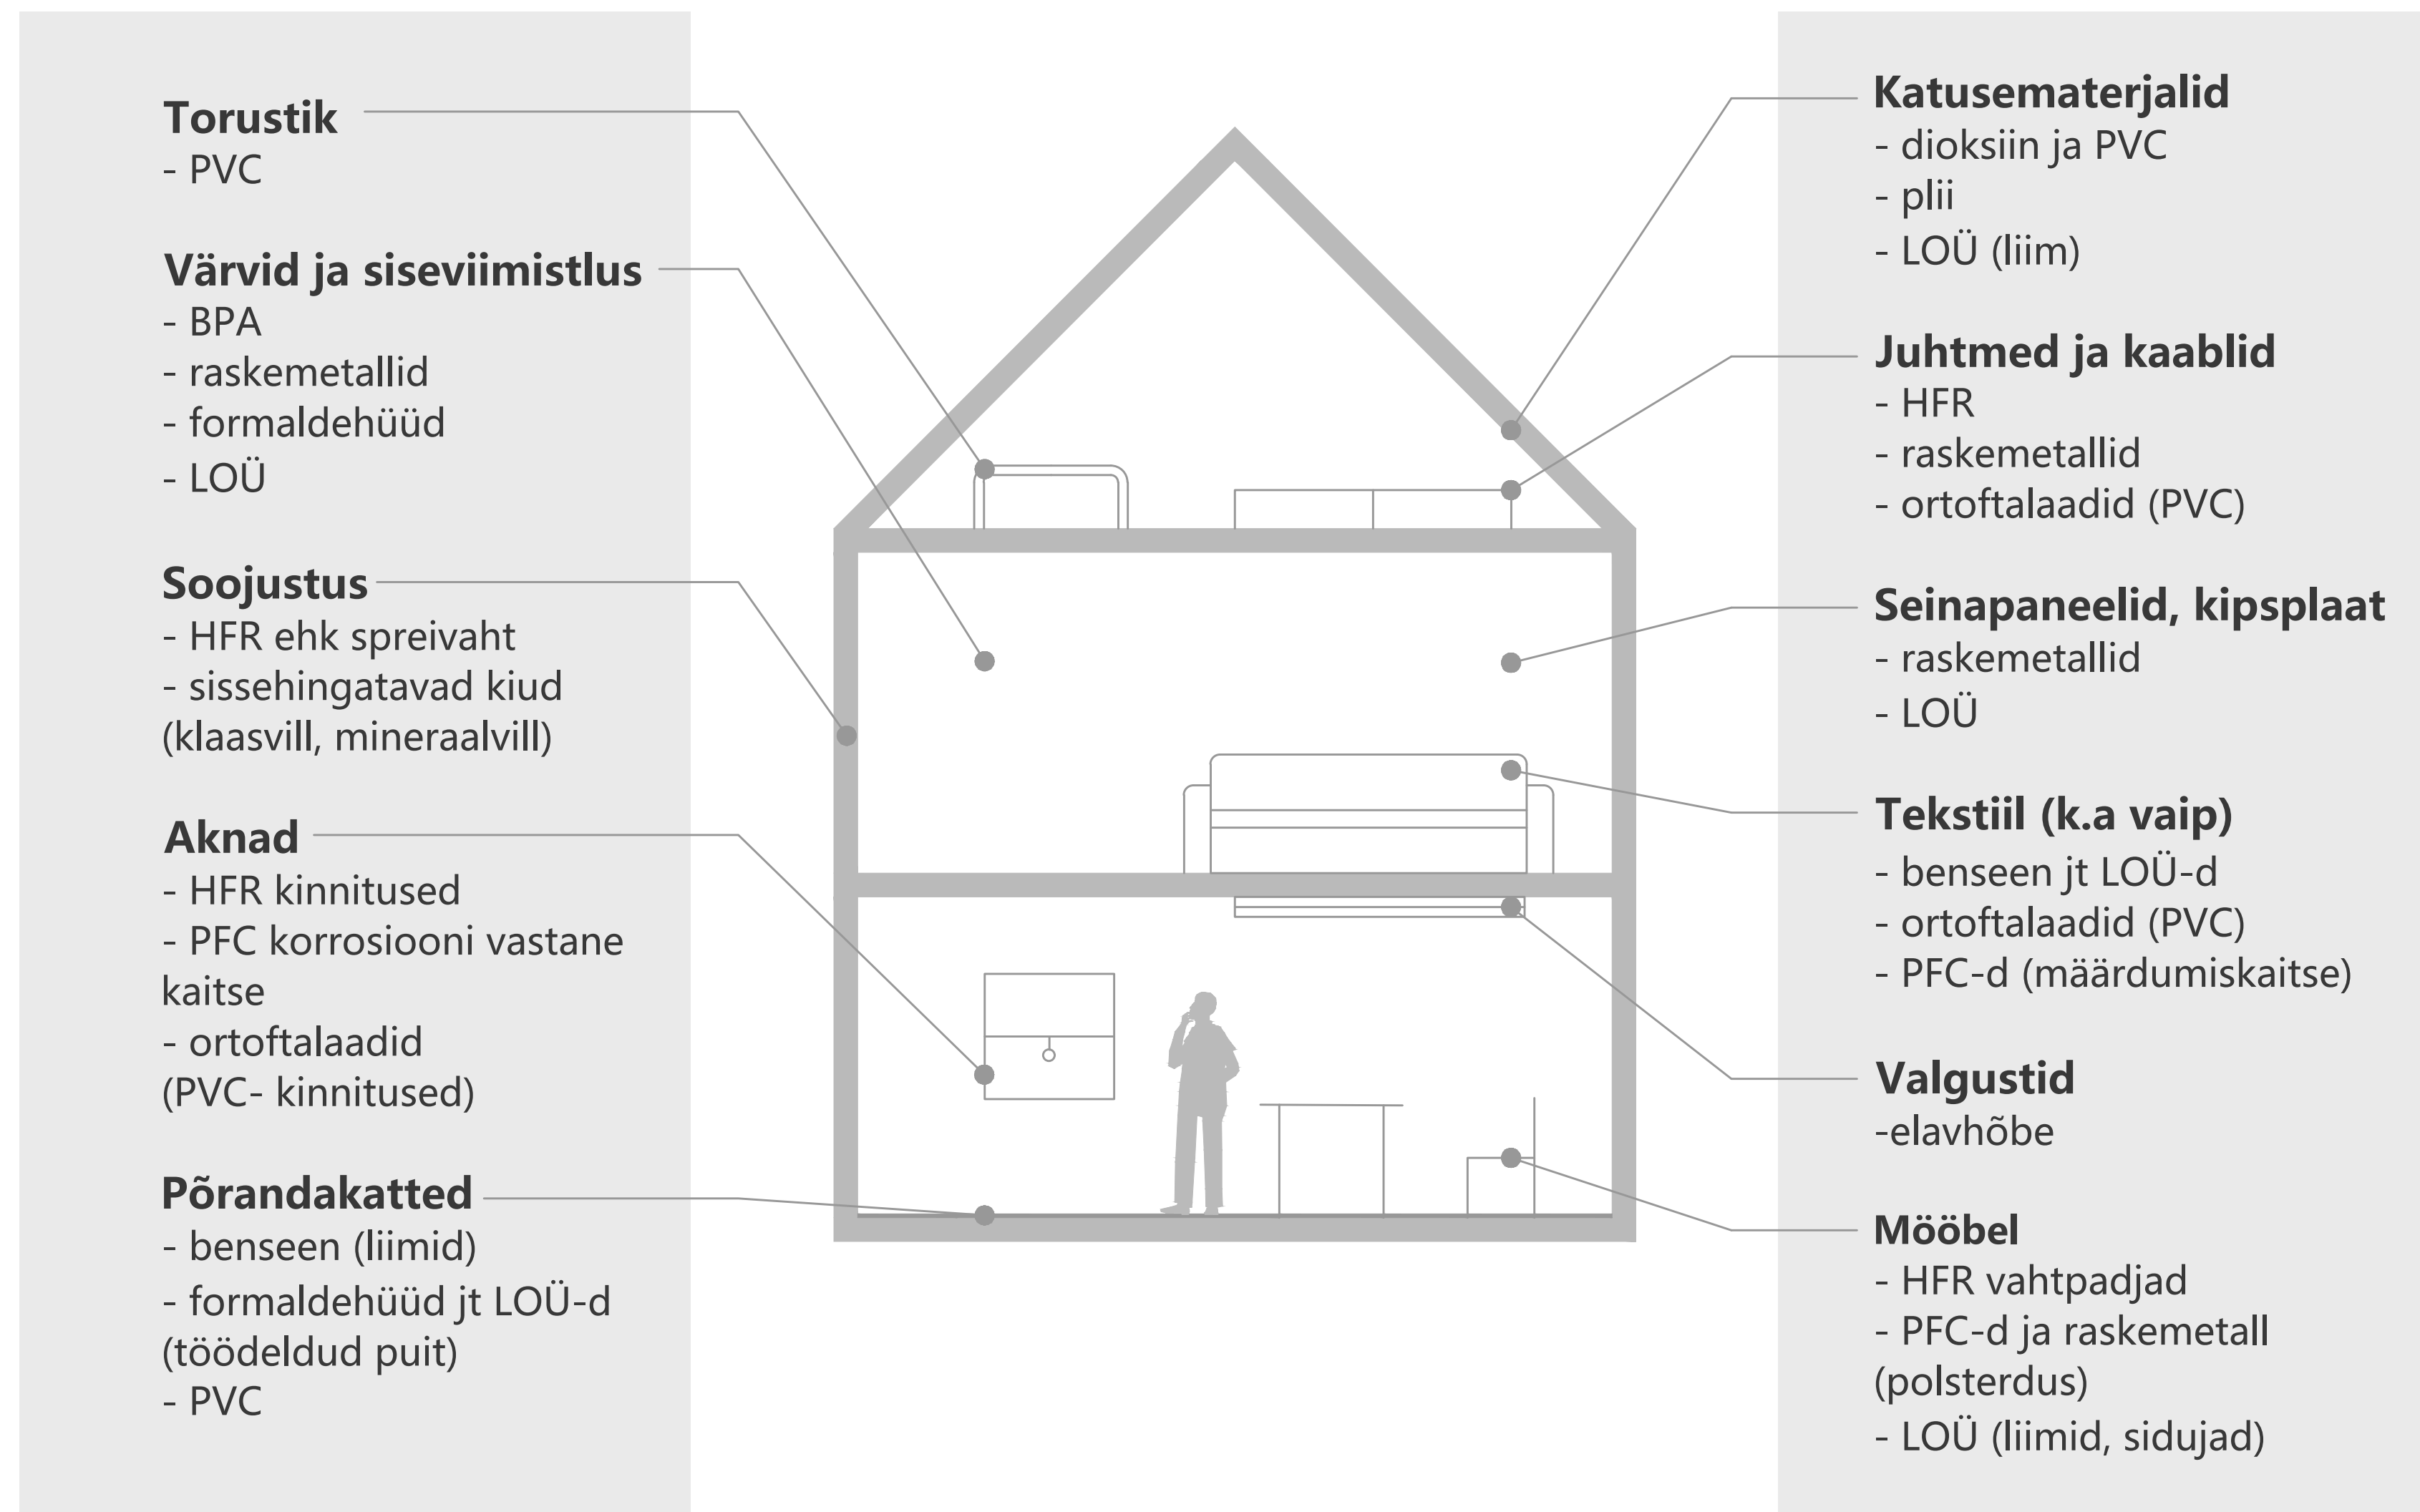 Torustik
- PVC
Värvid ja siseviimistlus
- BPA
- raskemetallid
- formaldehüüd
- LOÜ
Soojustus
- HFR ehk spreivaht
- sissehingatavad kiud
(klaasvill, mineraalvill)
Aknad
- HFR kinnitused
- PFC korrosiooni vastane
kaitse
- ortoftalaadid
(PVC- kinnitused)
Põrandakatted
- benseen (liimid)
- formaldehüüd jt LOÜ-d
(töödeldud puit)
- PVC
Katusematerjalid
- dioksiin ja PVC
- plii
- LOÜ (liim)
Juhtmed ja kaablid
- HFR
- raskemetallid
- ortoftalaadid (PVC)
Seinapaneelid, kipsplaat
- raskemetallid
- LOÜ
Tekstiil (k.a vaip)
- benseen jt LOÜ-d
- ortoftalaadid (PVC)
- PFC-d (määrdumiskaitse)
Valgustid
-elavhõbe
Mööbel
- HFR vahtpadjad
- PFC-d ja raskemetall
(polsterdus)
- LOÜ (liimid, sidujad)